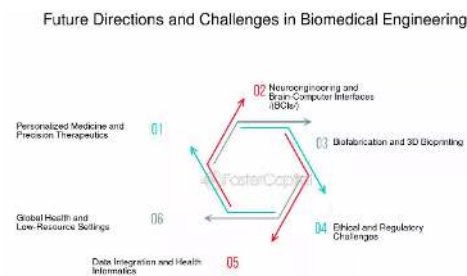 Future Directions and Challenges in Biomedical Engineering
02 Neuroengineering and
Brain-Computer Interfaces
/(BCIs/)
Personalized Medicine and
Precision Therapeutics
01
03 Biofabrication and 3D Bioprinting
FasterCapital
Global Health and
Low-Resource Settings
06
04 Ethical and Regulatory
Challenges
Data Integration and Health
Informatics
05